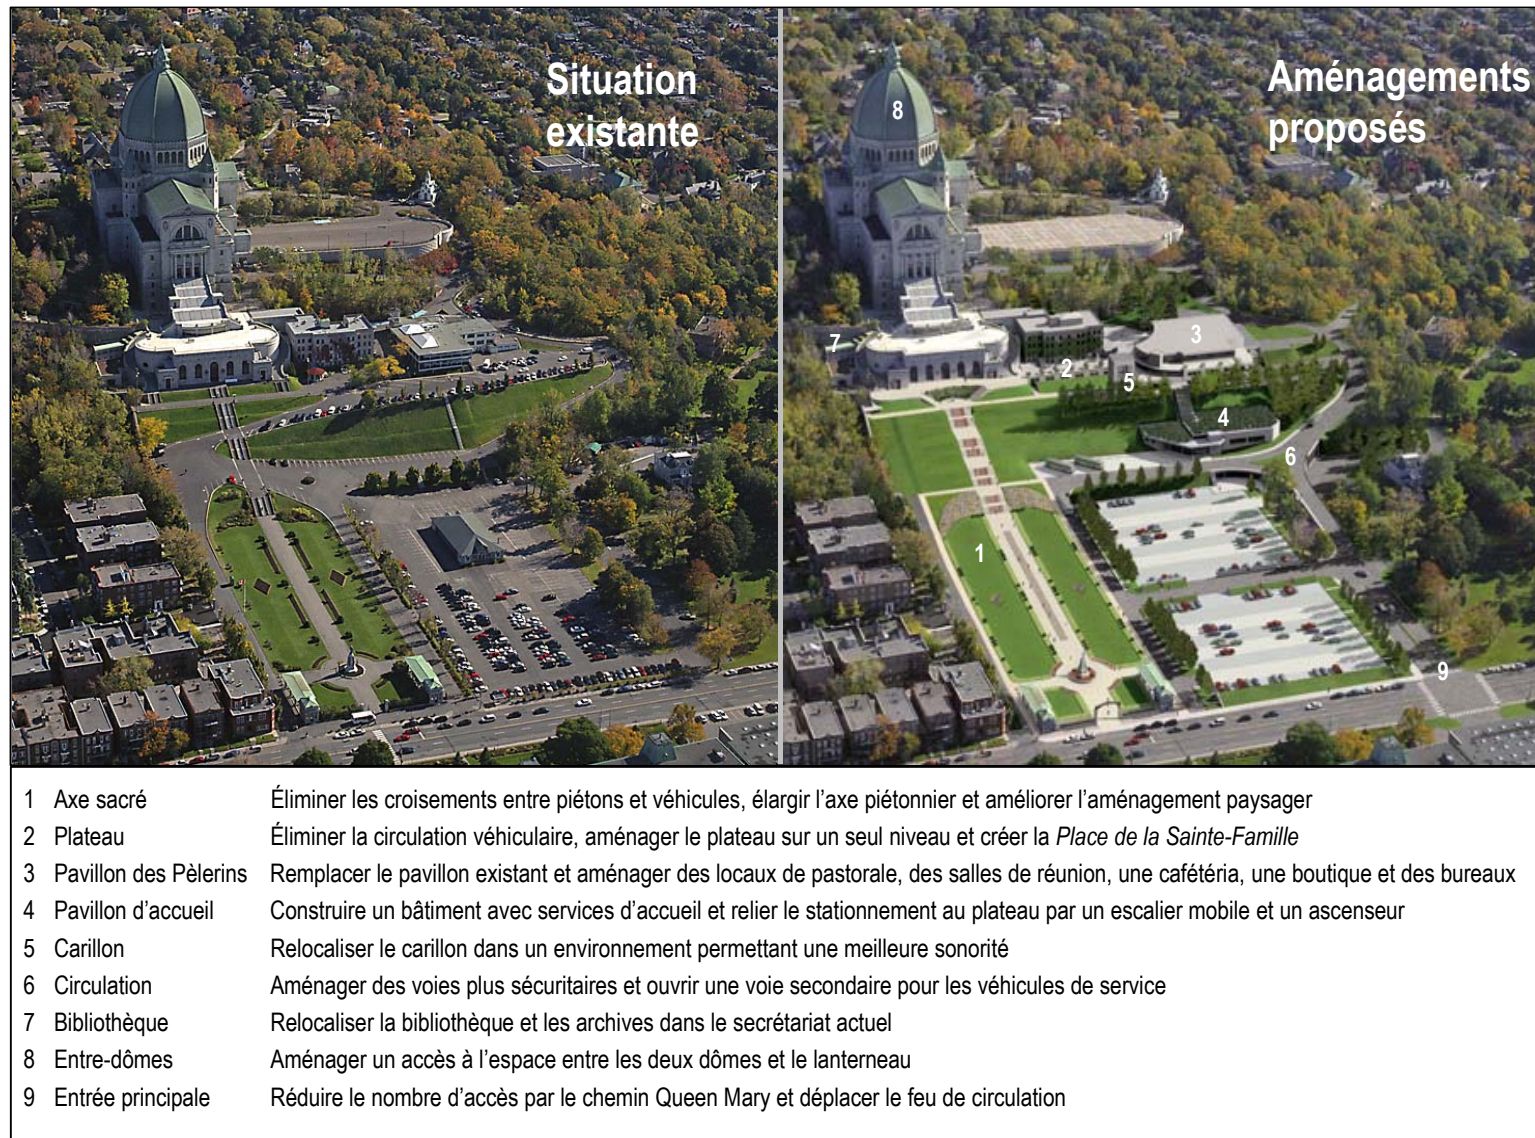 Situation
existante
Aménagements
proposés
8
7
3
2
5
4
6
1
9
1 Axe sacré Éliminer les croisements entre piétons et véhicules, élargir l’axe piétonnier et améliorer l’aménagement paysager
2 Plateau Éliminer la circulation véhiculaire, aménager le plateau sur un seul niveau et créer la Place de la Sainte-Famille
3 Pavillon des Pèlerins Remplacer le pavillon existant et aménager des locaux de pastorale, des salles de réunion, une cafétéria, une boutique et des bureaux
4 Pavillon d’accueil Construire un bâtiment avec services d’accueil et relier le stationnement au plateau par un escalier mobile et un ascenseur
5 Carillon Relocaliser le carillon dans un environnement permettant une meilleure sonorité
6 Circulation Aménager des voies plus sécuritaires et ouvrir une voie secondaire pour les véhicules de service
7 Bibliothèque Relocaliser la bibliothèque et les archives dans le secrétariat actuel
8 Entre-dômes Aménager un accès à l’espace entre les deux dômes et le lanterneau
9 Entrée principale Réduire le nombre d’accès par le chemin Queen Mary et déplacer le feu de circulation